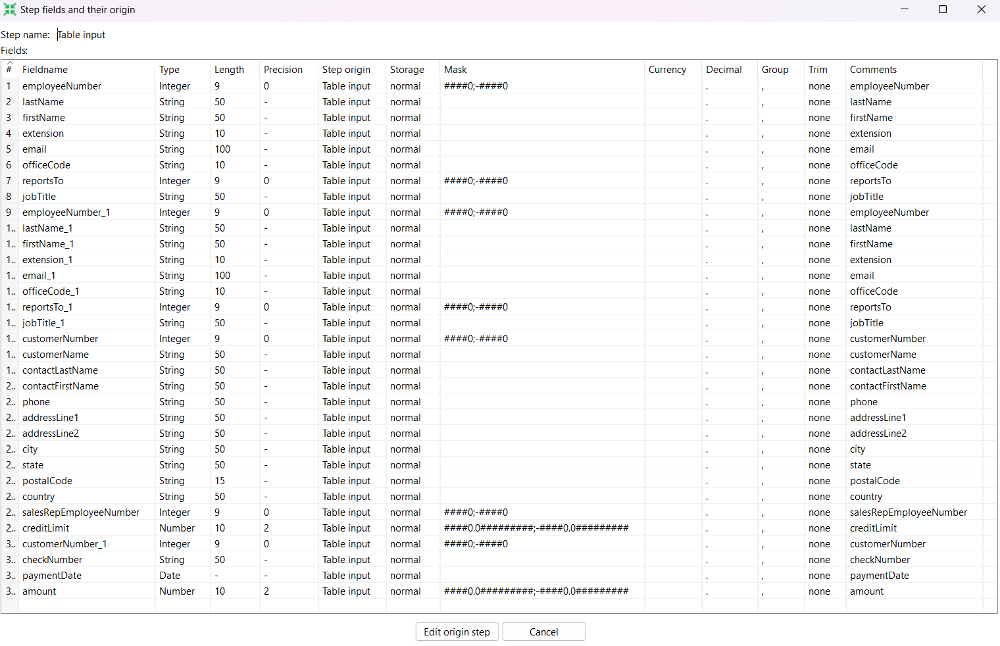 Step fields and their origin
Step name: Table input
Fields:
# Fieldname Type Length Precision Step origin Storage Mask Currency Decimal Group Trim Comments
1 employeeNumber Integer 9 0 Table input normal ####0;-####0 . , none employeeNumber
2 lastName String 50 - Table input normal . , none lastName
3 firstName String 50 - Table input normal . , none firstName
4 extension String 10 - Table input normal . , none extension
5 email String 100 - Table input normal . , none email
6 officeCode String 10 - Table input normal . , none officeCode
7 reportsTo Integer 9 0 Table input normal ####0;-####0 . , none reportsTo
8 jobTitle String 50 - Table input normal . , none jobTitle
9 employeeNumber_1 Integer 9 0 Table input normal ####0;-####0 . , none employeeNumber
1.. lastName_1 String 50 - Table input normal . , none lastName
1.. firstName_1 String 50 - Table input normal . , none firstName
1.. extension_1 String 10 - Table input normal . , none extension
1.. email_1 String 100 - Table input normal . , none email
1.. officeCode_1 String 10 - Table input normal . , none officeCode
1.. reportsTo_1 Integer 9 0 Table input normal ####0;-####0 . , none reportsTo
1.. jobTitle_1 String 50 - Table input normal . , none jobTitle
1.. customerNumber Integer 9 0 Table input normal ####0;-####0 . , none customerNumber
1.. customerName String 50 - Table input normal . , none customerName
1.. contactLastName String 50 - Table input normal . , none contactLastName
2.. contactFirstName String 50 - Table input normal . , none contactFirstName
2.. phone String 50 - Table input normal . , none phone
2.. addressLine1 String 50 - Table input normal . , none addressLine1
2.. addressLine2 String 50 - Table input normal . , none addressLine2
2.. city String 50 - Table input normal . , none city
2.. state String 50 - Table input normal . , none state
2.. postalCode String 15 - Table input normal . , none postalCode
2.. country String 50 - Table input normal . , none country
2.. salesRepEmployeeNumber Integer 9 0 Table input normal ####0;-####0 . , none salesRepEmployeeNumber
2.. creditLimit Number 10 2 Table input normal ####0.0#########;-####0.0######### . , none creditLimit
3.. customerNumber_1 Integer 9 0 Table input normal ####0;-####0 . , none customerNumber
3.. checkNumber String 50 - Table input normal . , none checkNumber
3.. paymentDate Date - - Table input normal . , none paymentDate
3.. amount Number 10 2 Table input normal ####0.0#########;-####0.0######### . , none amount
Edit origin step Cancel